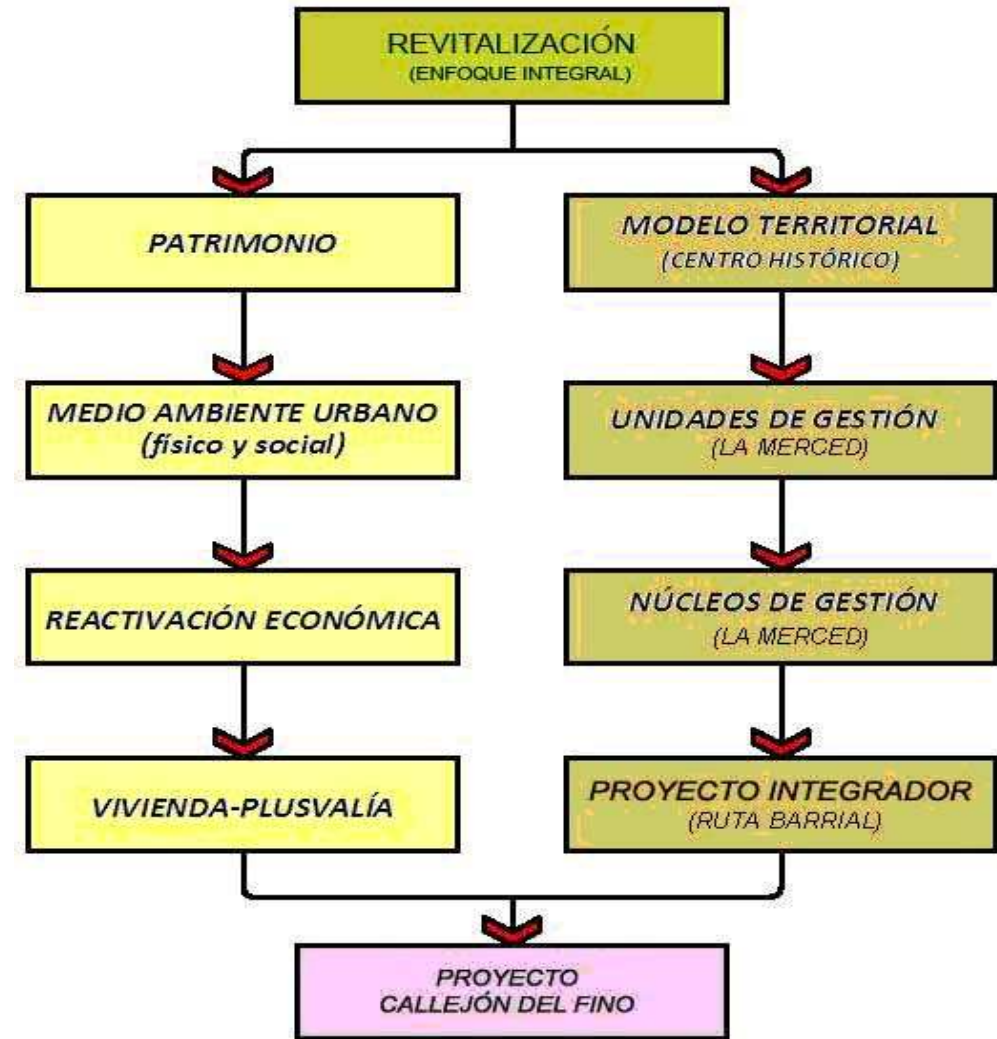 REVITALIZACIÓN
(ENFOQUE INTEGRAL)
PATRIMONIO
MODELO TERRITORIAL
(CENTRO HISTÓRICO)
MEDIO AMBIENTE URBANO
(físico y social)
UNIDADES DE GESTIÓN
(LA MERCED)
REACTIVACIÓN ECONÓMICA
NÚCLEOS DE GESTIÓN
(LA MERCED)
VIVIENDA-PLUSVALÍA
PROYECTO INTEGRADOR
(RUTA BARRIAL)
PROYECTO
CALLEJÓN DEL FINO